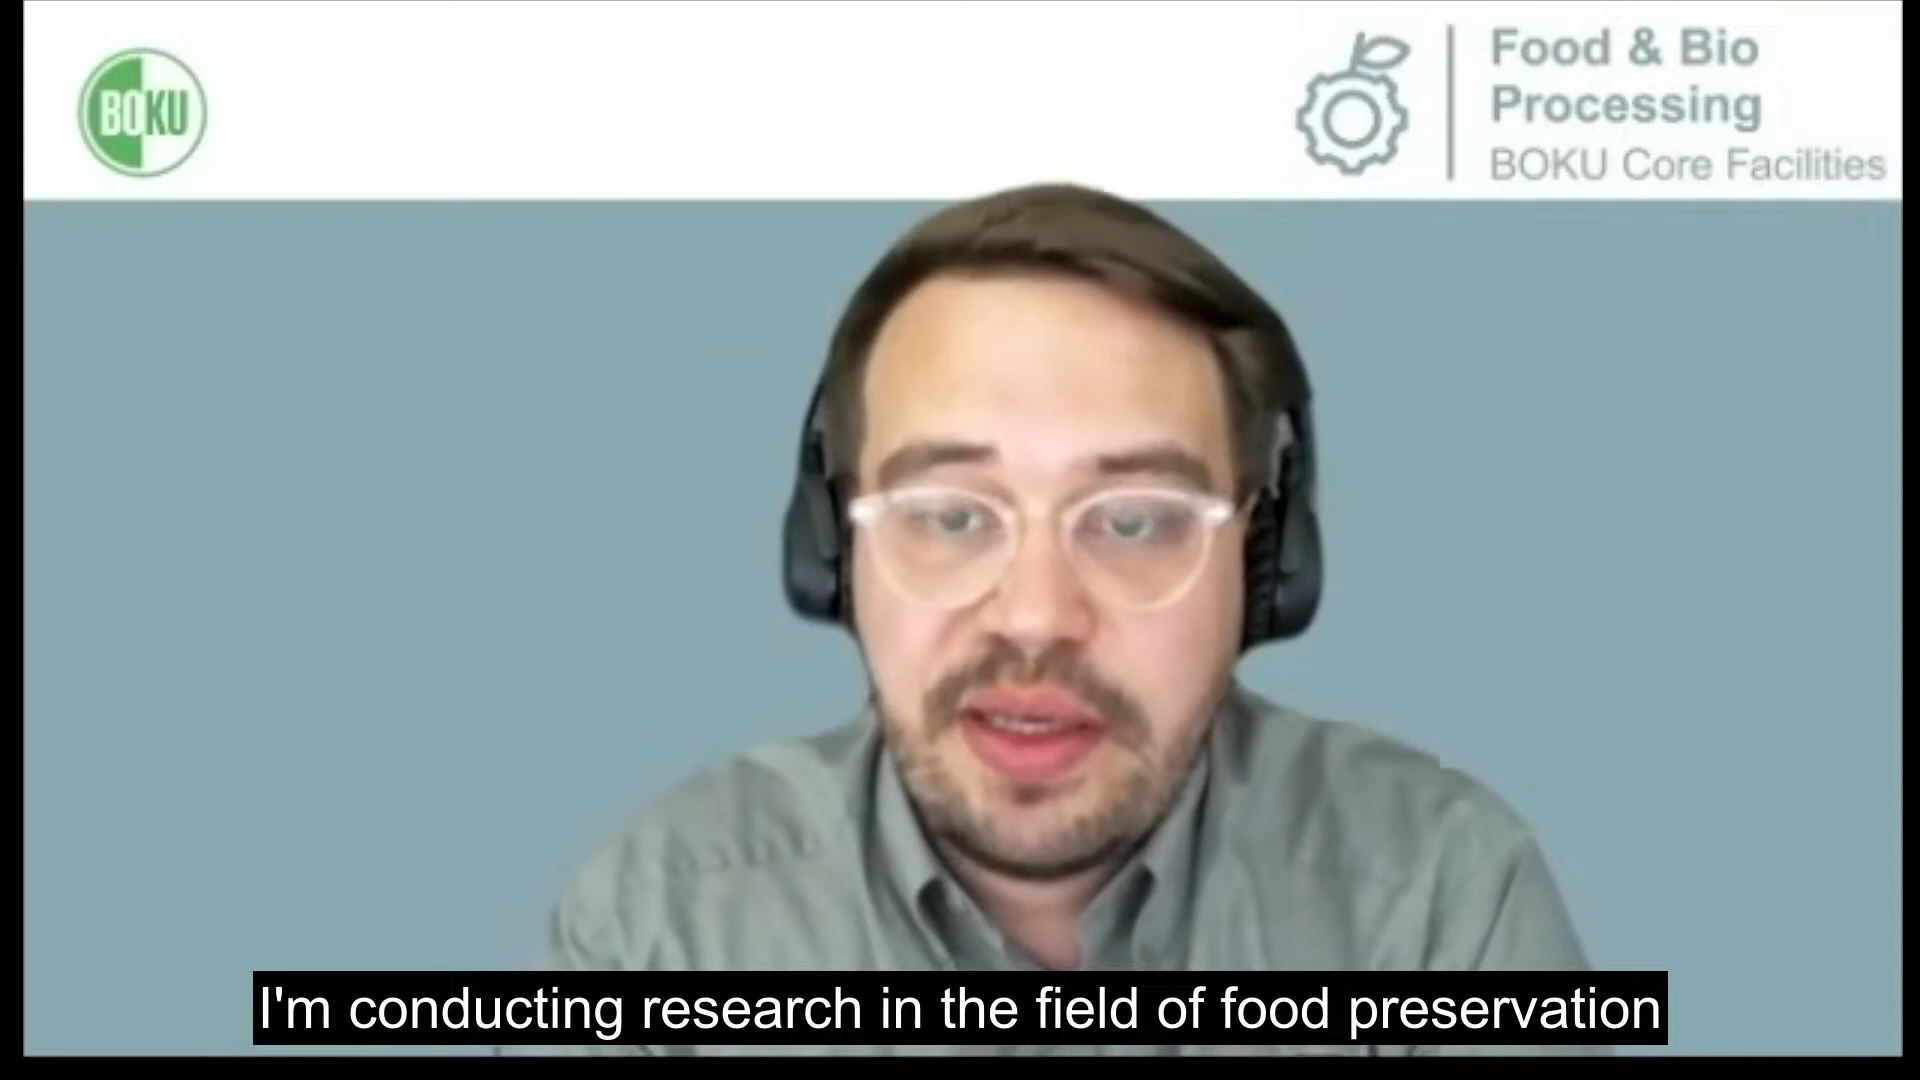 BOKU
Food & Bio
Processing
BOKU Core Facilities
I'm conducting research in the field of food preservation